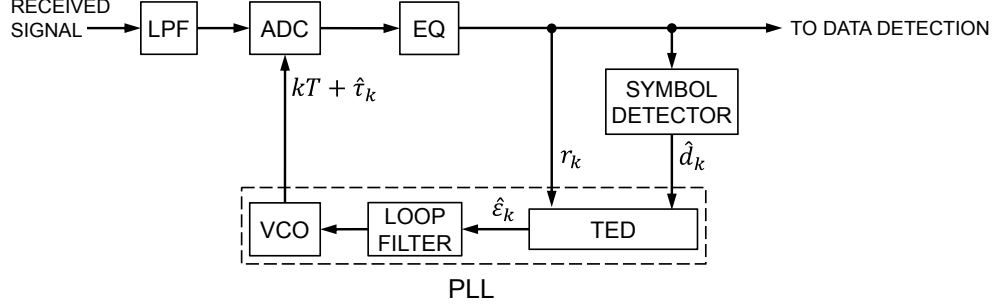 RECEIVED
SIGNAL
LPF
ADC
EQ
TO DATA DETECTION
kT + τ̂ₖ
SYMBOL
DETECTOR
rₖ
d̂ₖ
VCO
LOOP
FILTER
ε̂ₖ
TED
PLL